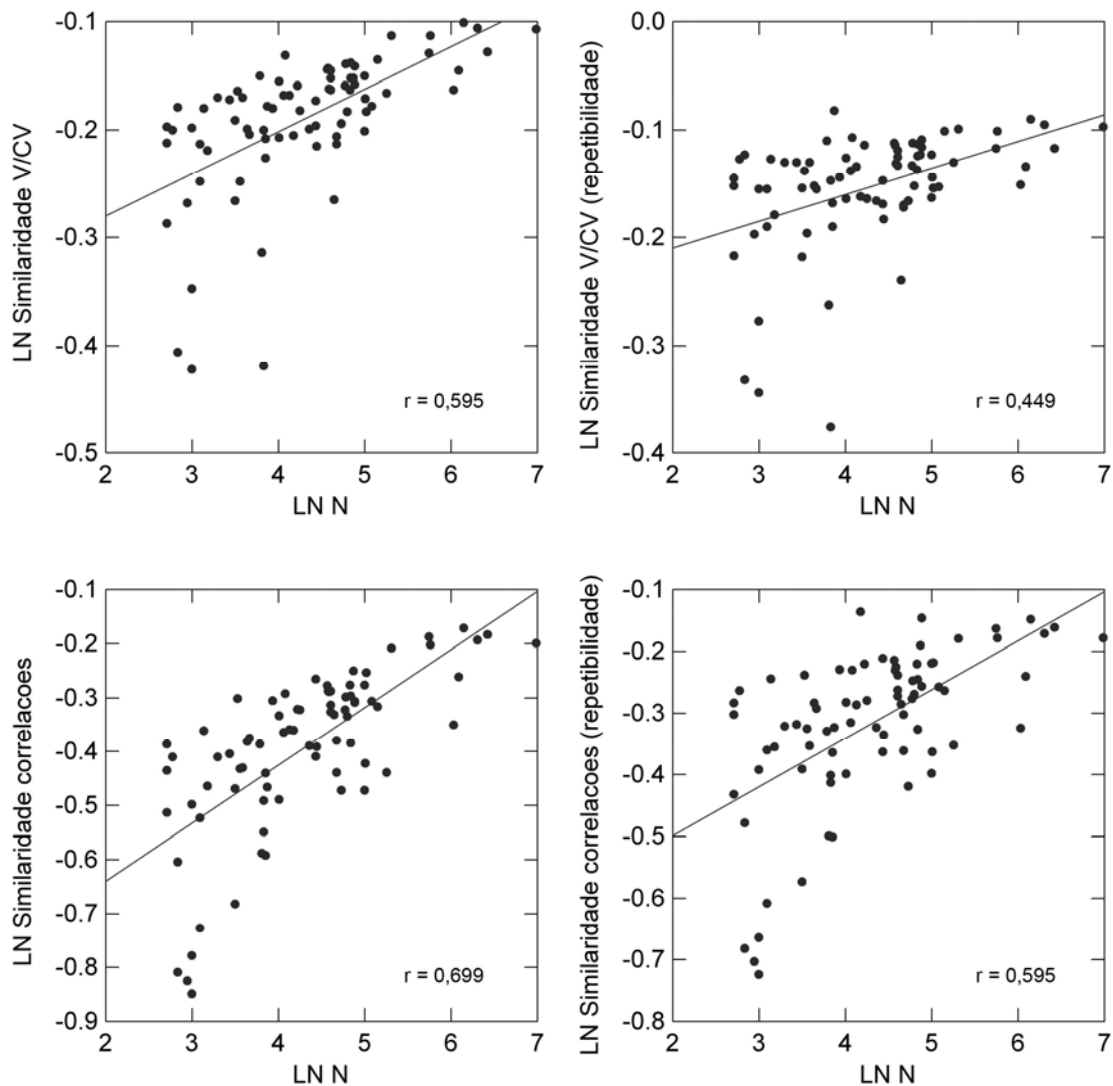 LN Similaridade V/CV
-0.1
-0.2
-0.3
-0.4
-0.5
r = 0,595
2 3 4 5 6 7
LN N
LN Similaridade V/CV (repetibilidade)
0.0
-0.1
-0.2
-0.3
-0.4
r = 0,449
2 3 4 5 6 7
LN N
LN Similaridade correlacoes
-0.1
-0.2
-0.3
-0.4
-0.5
-0.6
-0.7
-0.8
-0.9
r = 0,699
2 3 4 5 6 7
LN N
LN Similaridade correlacoes (repetibilidade)
-0.1
-0.2
-0.3
-0.4
-0.5
-0.6
-0.7
-0.8
r = 0,595
2 3 4 5 6 7
LN N